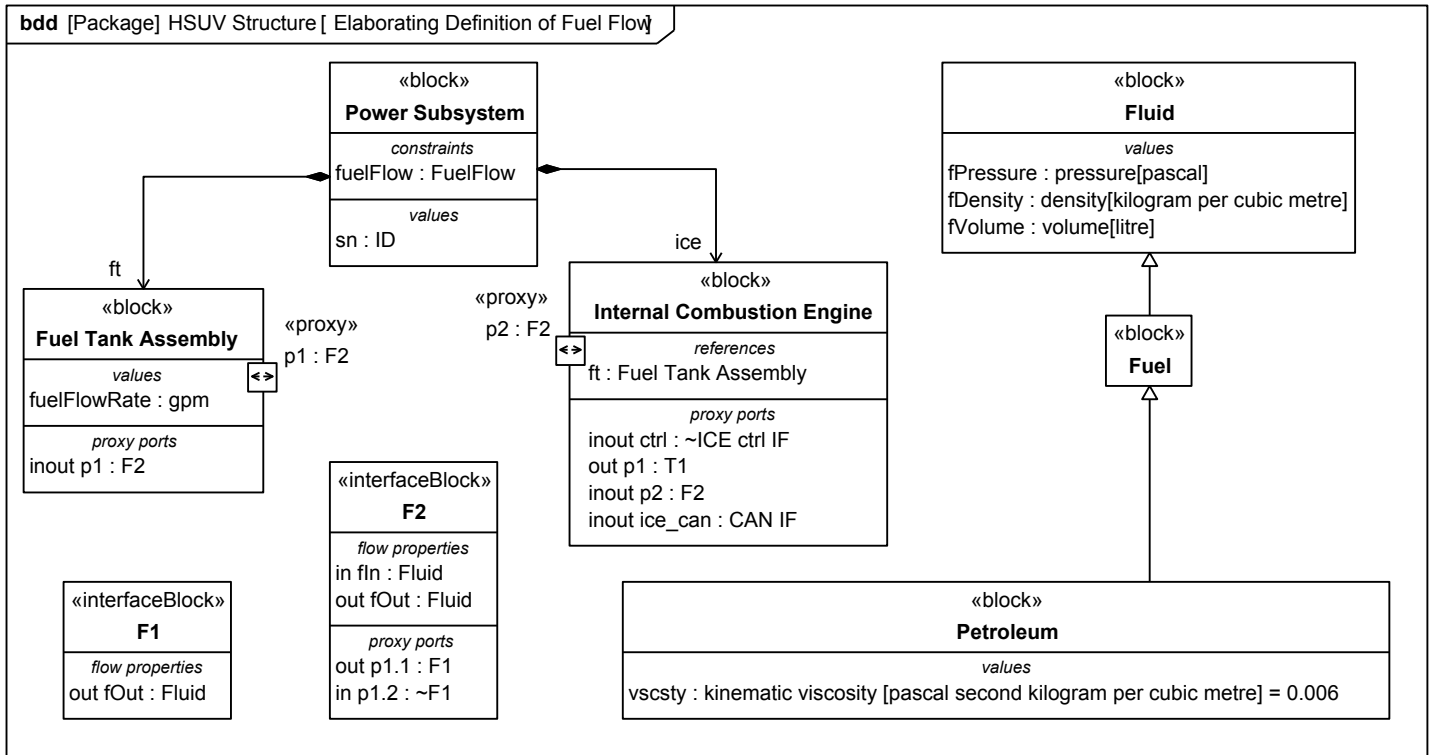 bdd [Package] HSUV Structure [ Elaborating Definition of Fuel Flow]
«block»
Power Subsystem
constraints
fuelFlow : FuelFlow
values
sn : ID
ft
ice
«block»
Fuel Tank Assembly
values
fuelFlowRate : gpm
proxy ports
inout p1 : F2
«proxy»
p1 : F2
«proxy»
p2 : F2
«block»
Internal Combustion Engine
references
ft : Fuel Tank Assembly
proxy ports
inout ctrl : ~ICE ctrl IF
out p1 : T1
inout p2 : F2
inout ice_can : CAN IF
«block»
Fluid
values
fPressure : pressure[pascal]
fDensity : density[kilogram per cubic metre]
fVolume : volume[litre]
«block»
Fuel
«interfaceBlock»
F2
flow properties
in fIn : Fluid
out fOut : Fluid
proxy ports
out p1.1 : F1
in p1.2 : ~F1
«interfaceBlock»
F1
flow properties
out fOut : Fluid
«block»
Petroleum
values
vscsty : kinematic viscosity [pascal second kilogram per cubic metre] = 0.006